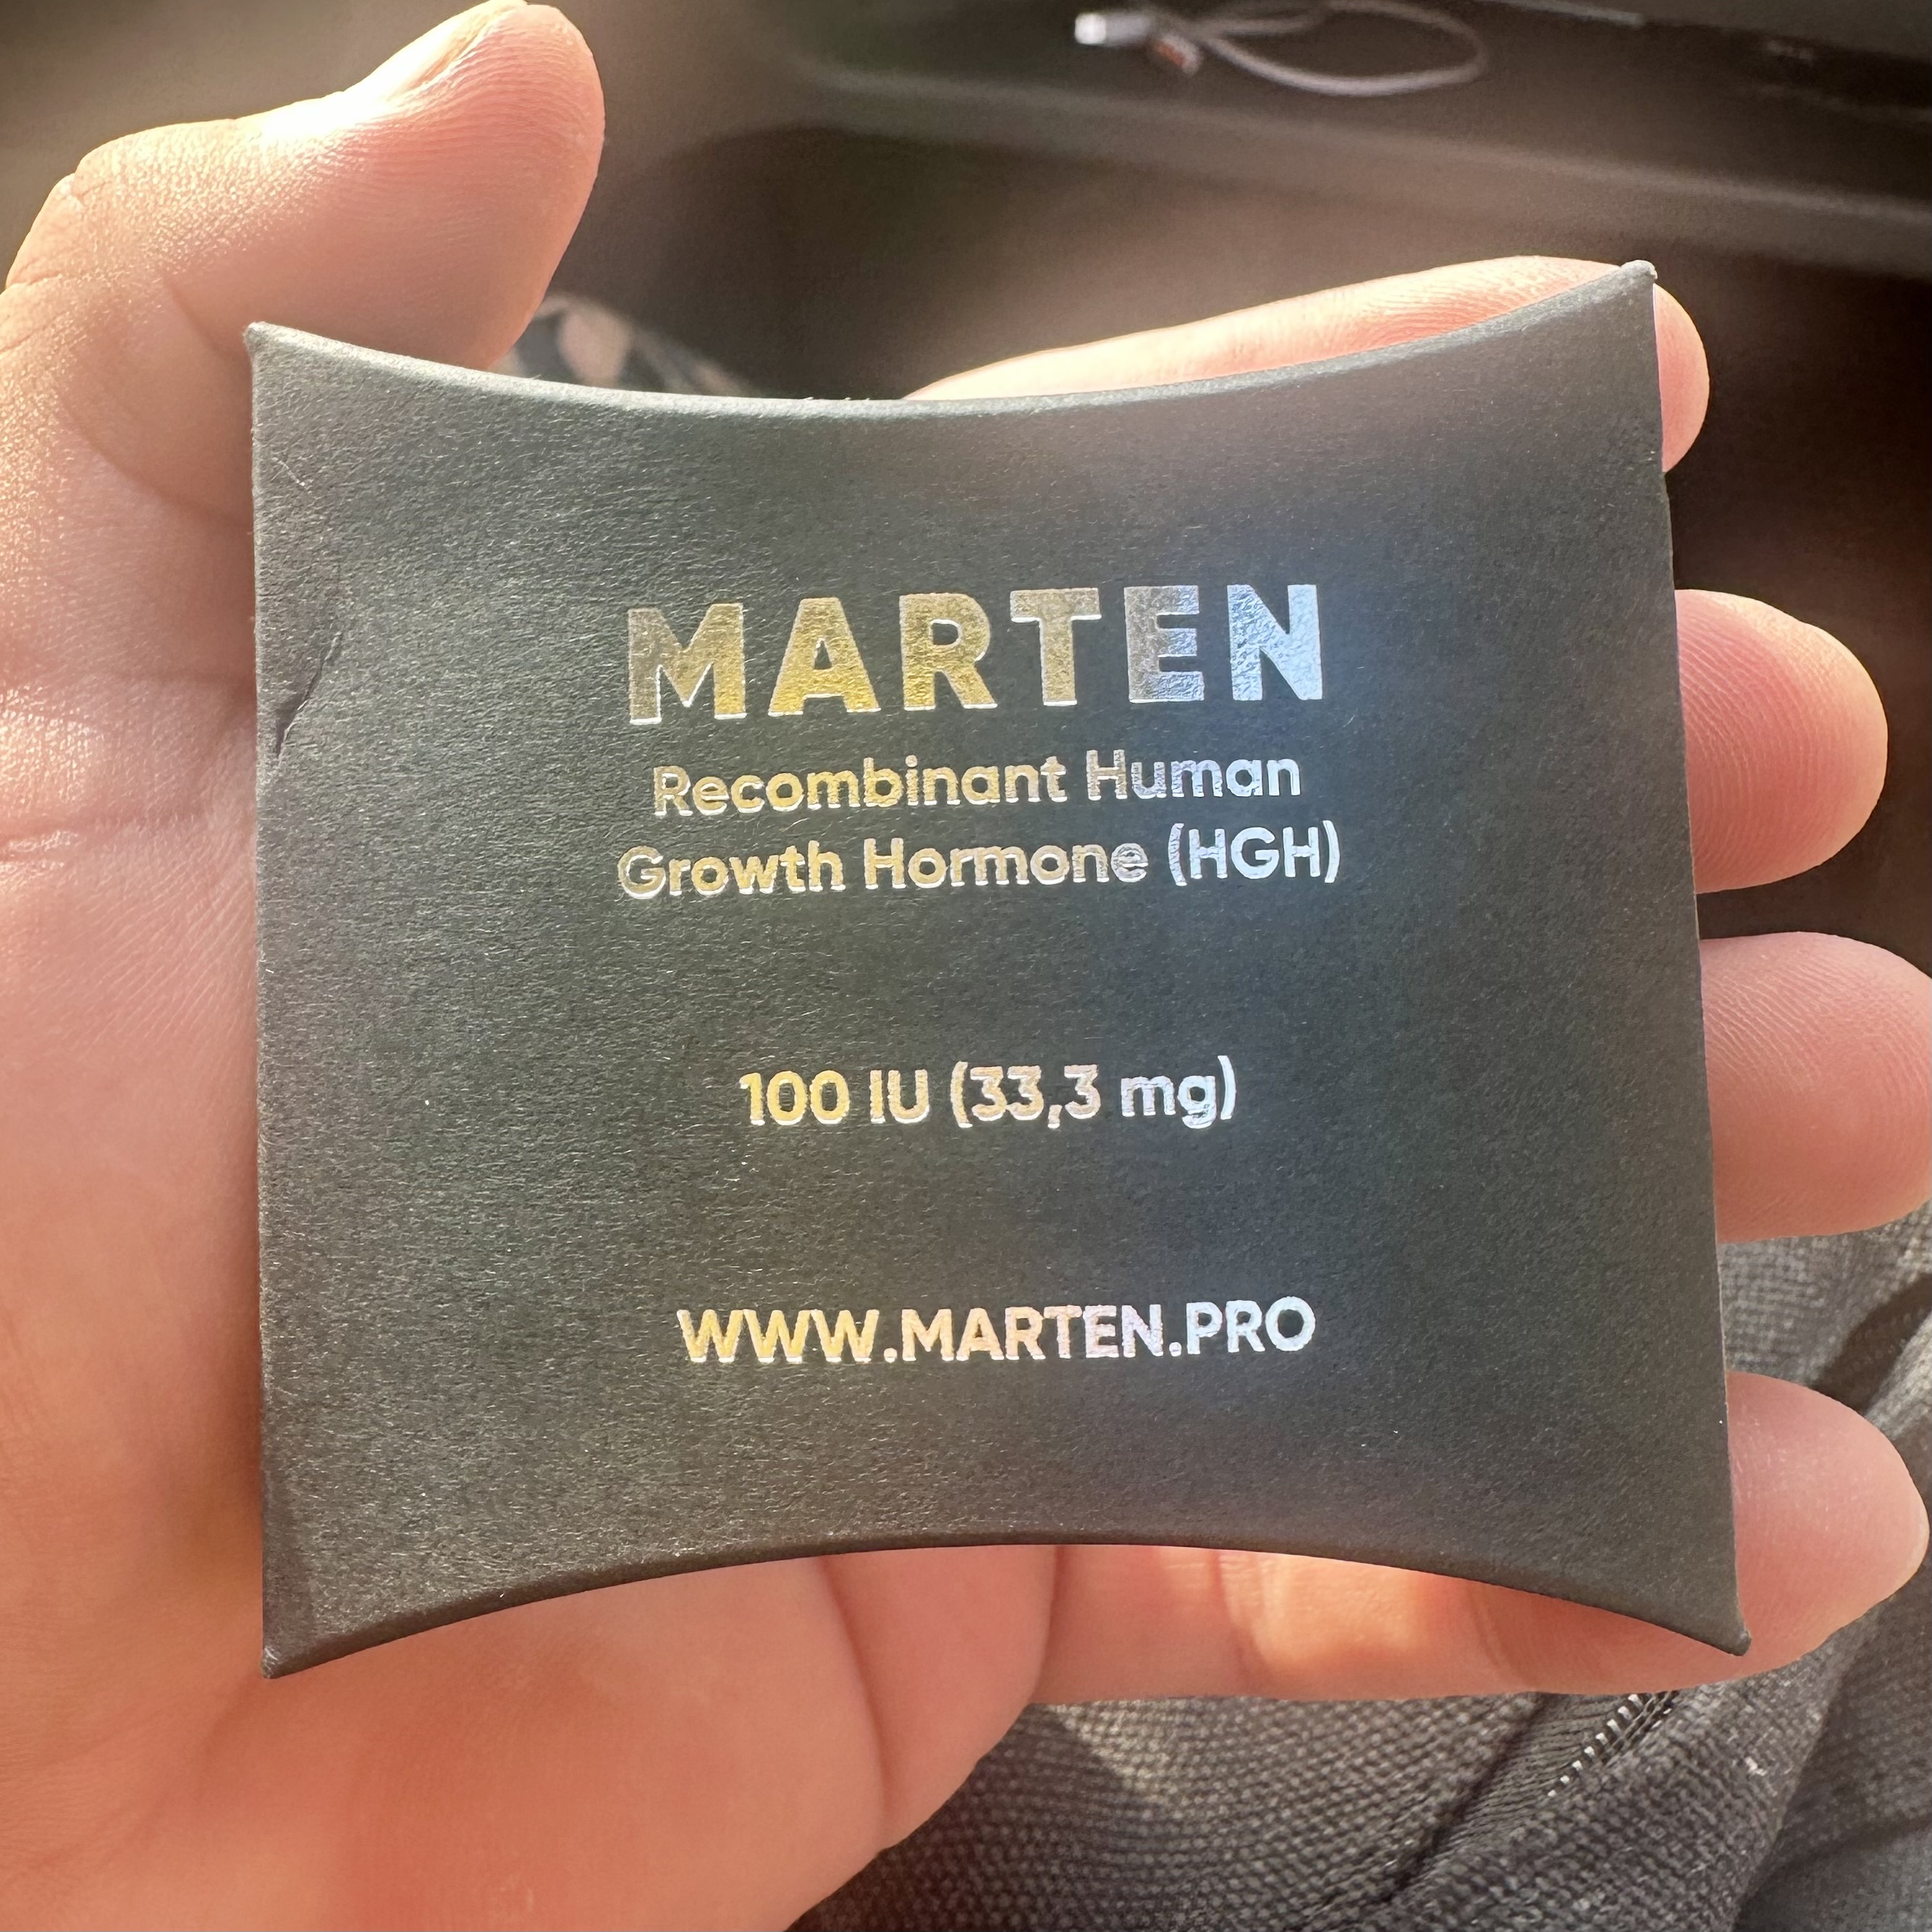 MARTEN
Recombinant Human
Growth Hormone (HGH)
100 IU (33,3 mg)
WWW.MARTEN.PRO